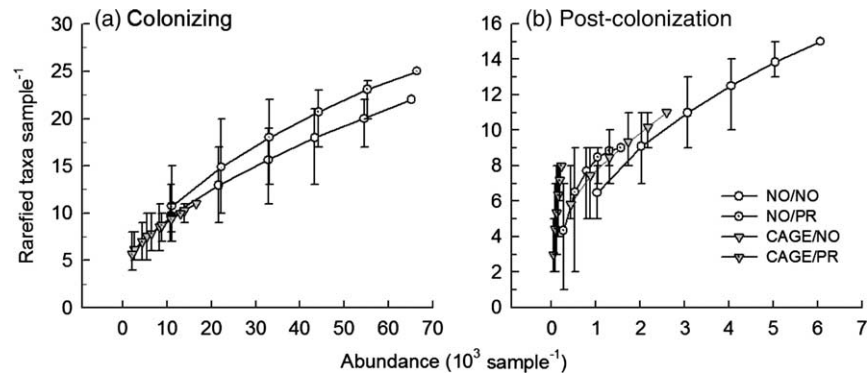 (a) Colonizing
(b) Post-colonization
Rarefied taxa sample⁻¹
30
25
20
15
10
5
0
0 10 20 30 40 50 60 70
16
14
12
10
8
6
4
2
0
0 1 2 3 4 5 6 7
NO/NO
NO/PR
CAGE/NO
CAGE/PR
Abundance (10³ sample⁻¹)